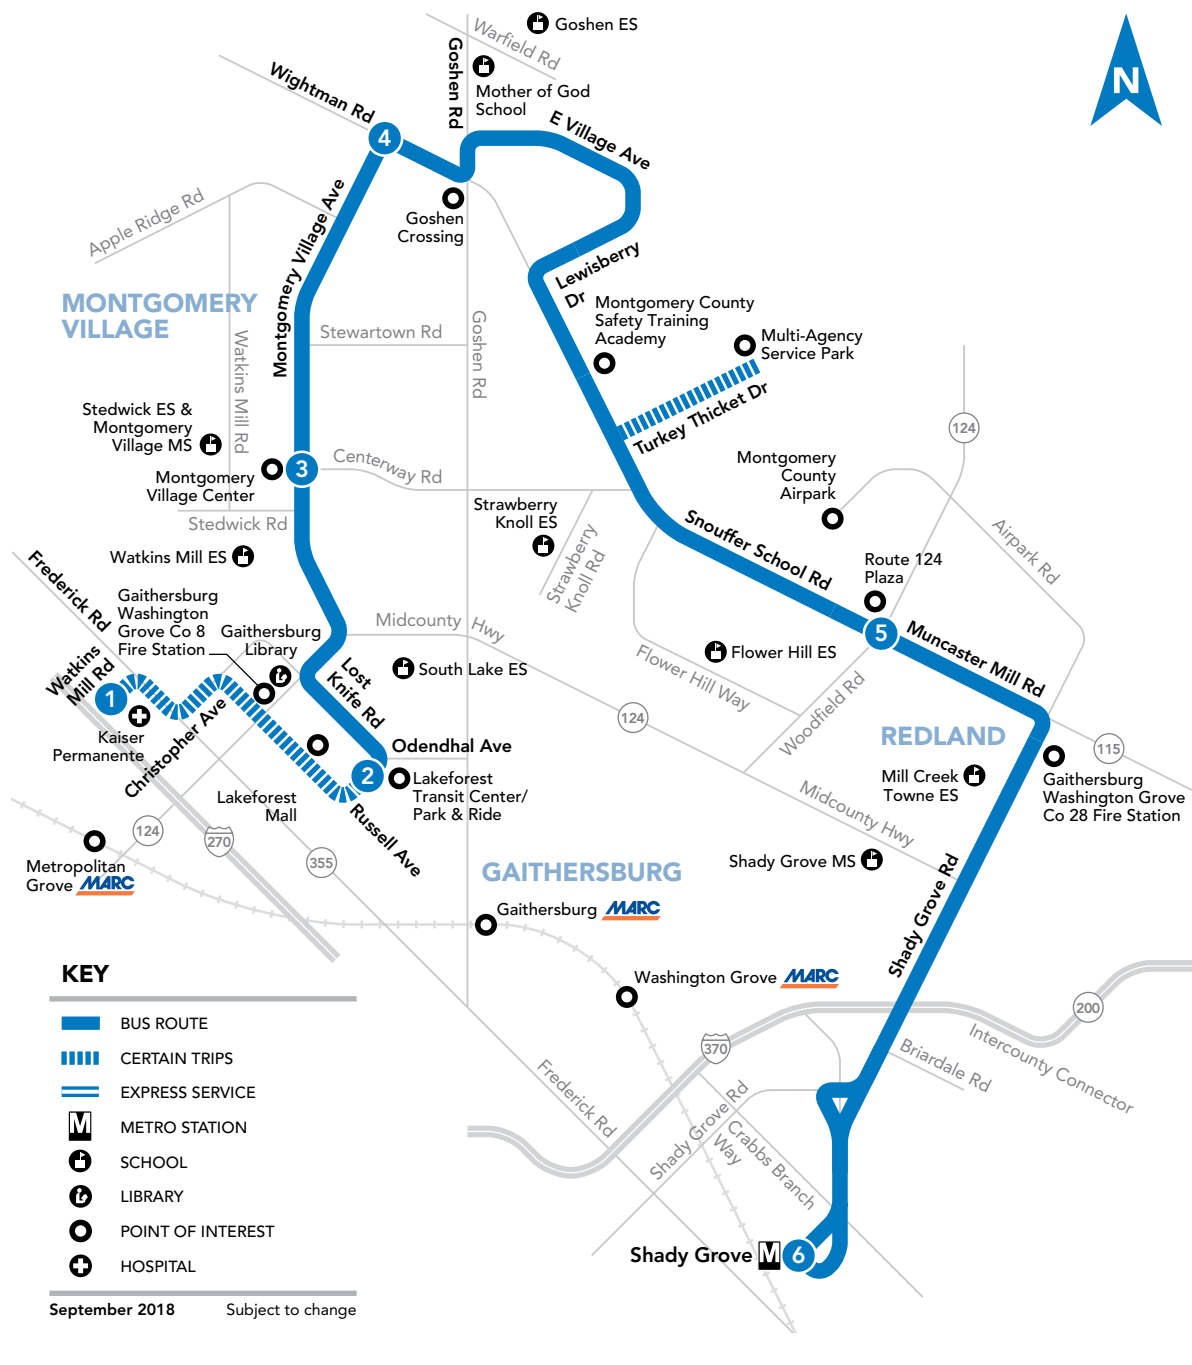 Goshen ES
Warfield Rd
Goshen Rd
N
Mother of God
School
Wightman Rd
4
E Village Ave
Goshen
Crossing
Apple Ridge Rd
Montgomery Village Ave
Lewisberry
Dr
MONTGOMERY
VILLAGE
Montgomery County
Safety Training
Academy
Stewartown Rd
Goshen Rd
Watkins Mill Rd
Multi-Agency
Service Park
Turkey Thicket Dr
Stedwick ES &
Montgomery
Village MS
124
3
Centerway Rd
Montgomery
Village Center
Montgomery
County
Airpark
Stedwick Rd
Strawberry
Knoll ES
Snouffer School Rd
Airpark Rd
Watkins Mill ES
Strawberry
Knoll Rd
Route 124
Plaza
Frederick Rd
Gaithersburg
Washington
Grove Co 8
Fire Station
Gaithersburg
Library
Midcounty Hwy
5
Muncaster Mill Rd
Flower Hill ES
Flower Hill Way
Watkins
Mill Rd
Lost
Knife Rd
South Lake ES
1
Kaiser
Permanente
Christopher Ave
124
Woodfield Rd
REDLAND
115
Odendhal Ave
2
Lakeforest
Transit Center/
Park & Ride
Mill Creek
Towne ES
Gaithersburg
Washington Grove
Co 28 Fire Station
Lakeforest
Mall
Russell Ave
Midcounty Hwy
124
270
355
Metropolitan
Grove MARC
GAITHERSBURG
Shady Grove MS
Shady Grove Rd
Gaithersburg MARC
Washington Grove MARC
KEY
BUS ROUTE
CERTAIN TRIPS
EXPRESS SERVICE
M METRO STATION
SCHOOL
LIBRARY
POINT OF INTEREST
HOSPITAL
September 2018 Subject to change
200
370
Intercounty Connector
Briardale Rd
Frederick Rd
Shady Grove Rd
Crabbs Branch
Way
Shady Grove M 6